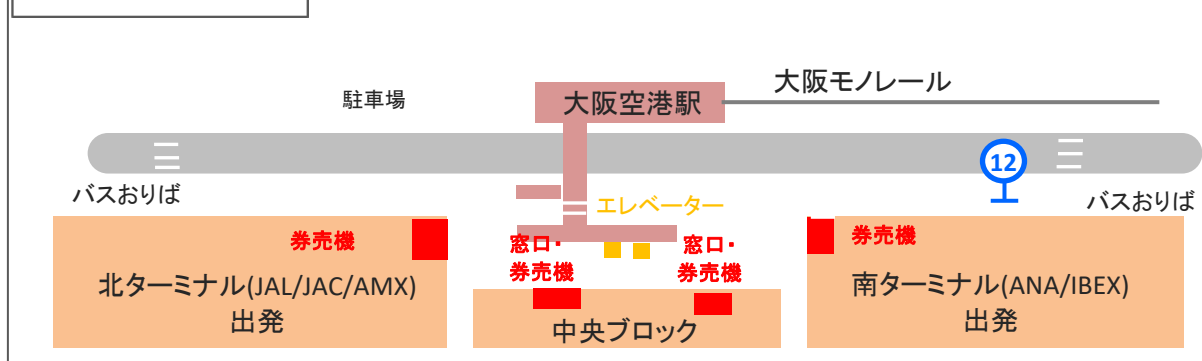 大阪モノレール
駐車場
大阪空港駅
12
バスおりば
バスおりば
エレベーター
券売機
窓口・
券売機
窓口・
券売機
券売機
北ターミナル(JAL/JAC/AMX)
出発
中央ブロック
南ターミナル(ANA/IBEX)
出発